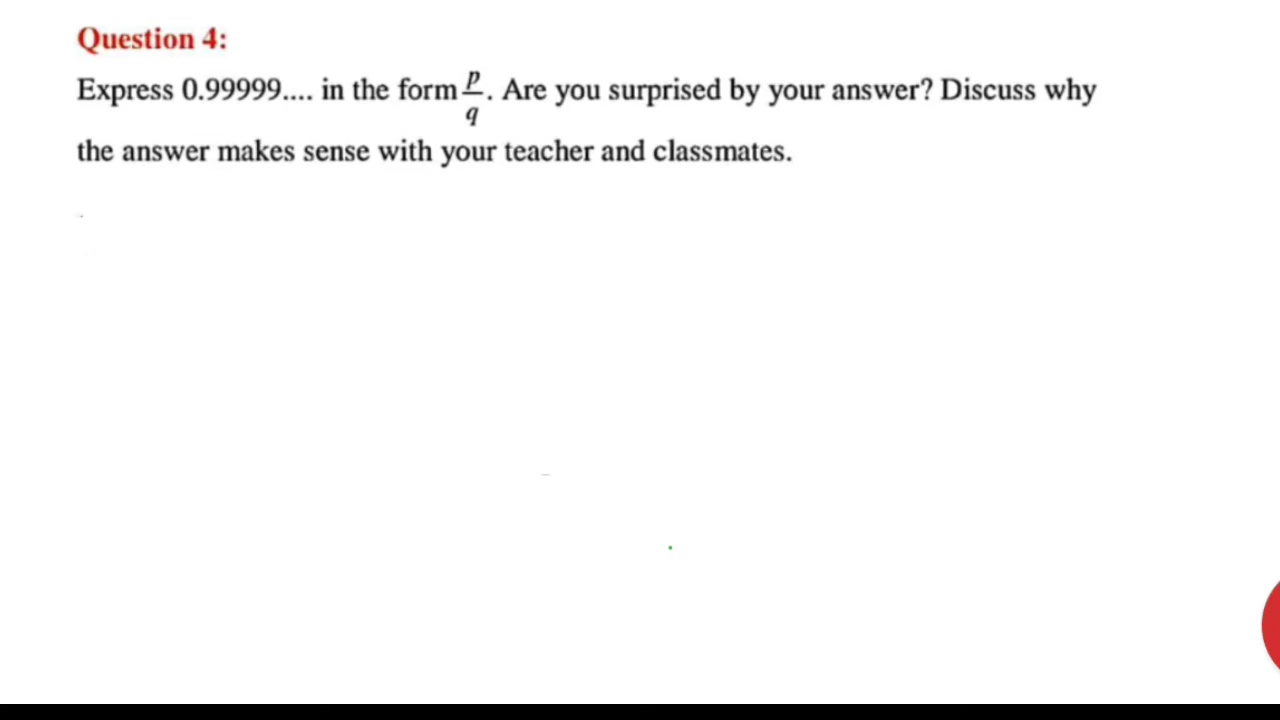 Question 4:
Express 0.99999.... in the form p/q. Are you surprised by your answer? Discuss why
the answer makes sense with your teacher and classmates.